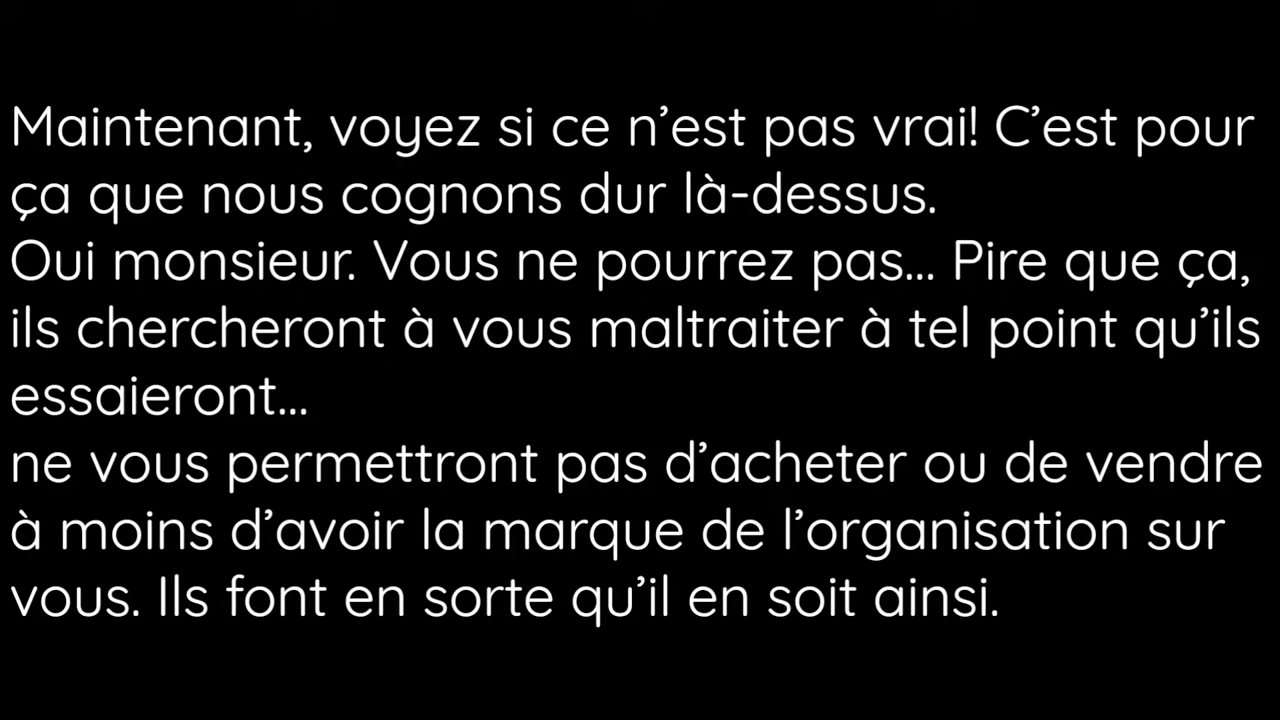 Maintenant, voyez si ce n’est pas vrai! C’est pour
ça que nous cognons dur là-dessus.
Oui monsieur. Vous ne pourrez pas... Pire que ça,
ils chercheront à vous maltraiter à tel point qu’ils
essaieront...
ne vous permettront pas d’acheter ou de vendre
à moins d’avoir la marque de l’organisation sur
vous. Ils font en sorte qu’il en soit ainsi.